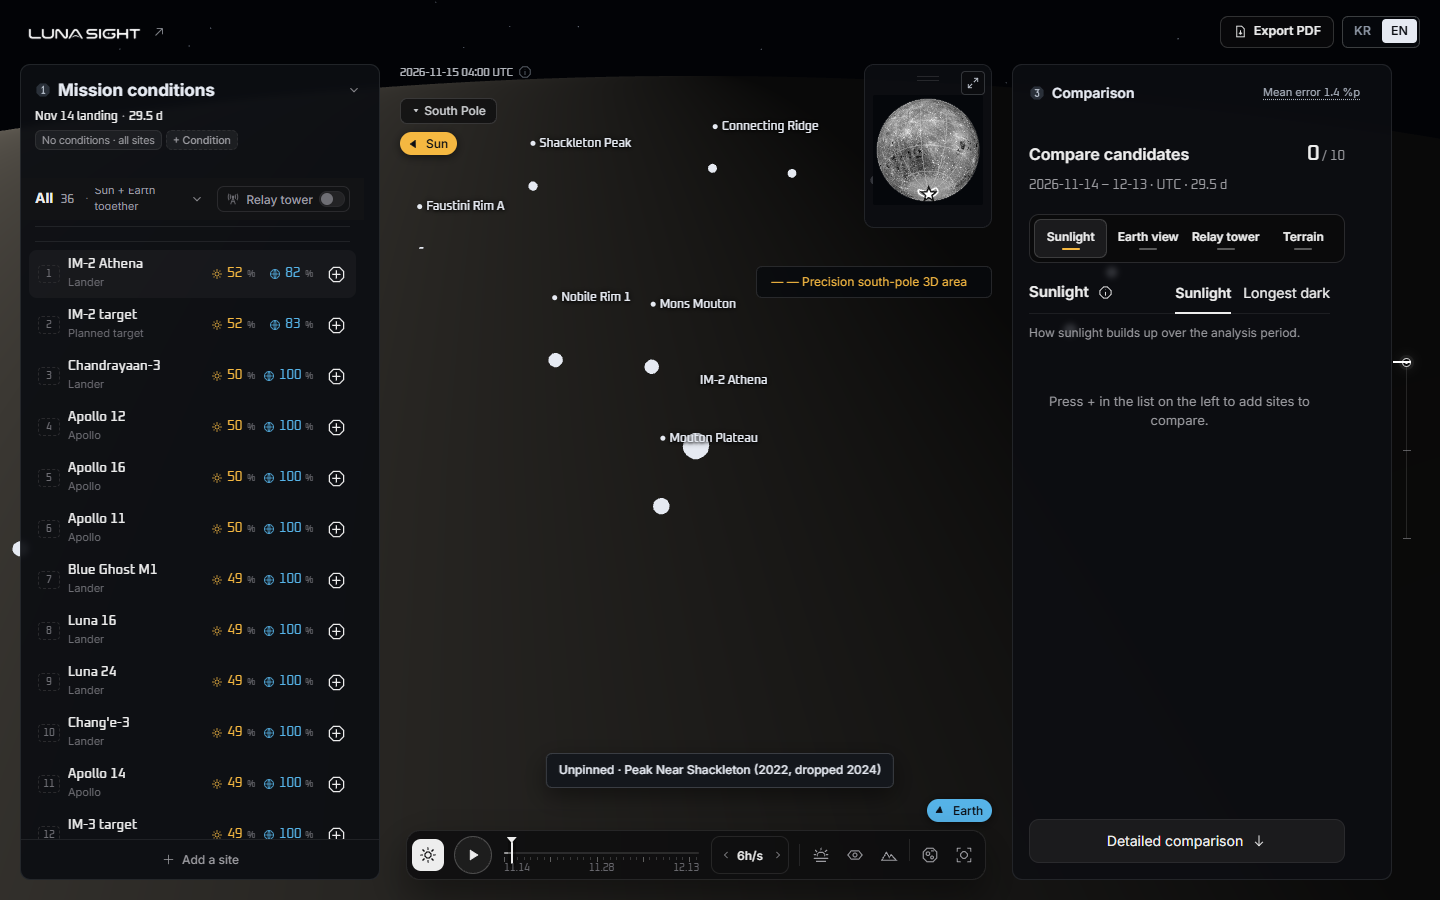 LUNA SIGHT
Export PDF
KR
EN
1
Mission conditions
Nov 14 landing · 29.5 d
No conditions · all sites
+ Condition
All 36
·
Sun + Earth
together
Relay tower
1
IM-2 Athena
Lander
52 %
82 %
2
IM-2 target
Planned target
52 %
83 %
3
Chandrayaan-3
Lander
50 %
100 %
4
Apollo 12
Apollo
50 %
100 %
5
Apollo 16
Apollo
50 %
100 %
6
Apollo 11
Apollo
50 %
100 %
7
Blue Ghost M1
Lander
49 %
100 %
8
Luna 16
Lander
49 %
100 %
9
Luna 24
Lander
49 %
100 %
10
Chang'e-3
Lander
49 %
100 %
11
Apollo 14
Apollo
49 %
100 %
12
IM-3 target
49 %
100 %
Add a site
2026-11-15 04:00 UTC
South Pole
Sun
Connecting Ridge
Shackleton Peak
Faustini Rim A
Precision south-pole 3D area
Nobile Rim 1
Mons Mouton
IM-2 Athena
Mouton Plateau
Unpinned · Peak Near Shackleton (2022, dropped 2024)
Earth
11.14
11.28
12.13
6h/s
3
Comparison
Mean error 1.4 %p
Compare candidates
0 / 10
2026-11-14 – 12-13 · UTC · 29.5 d
Sunlight
Earth view
Relay tower
Terrain
Sunlight
Sunlight
Longest dark
How sunlight builds up over the analysis period.
Press + in the list on the left to add sites to
compare.
Detailed comparison